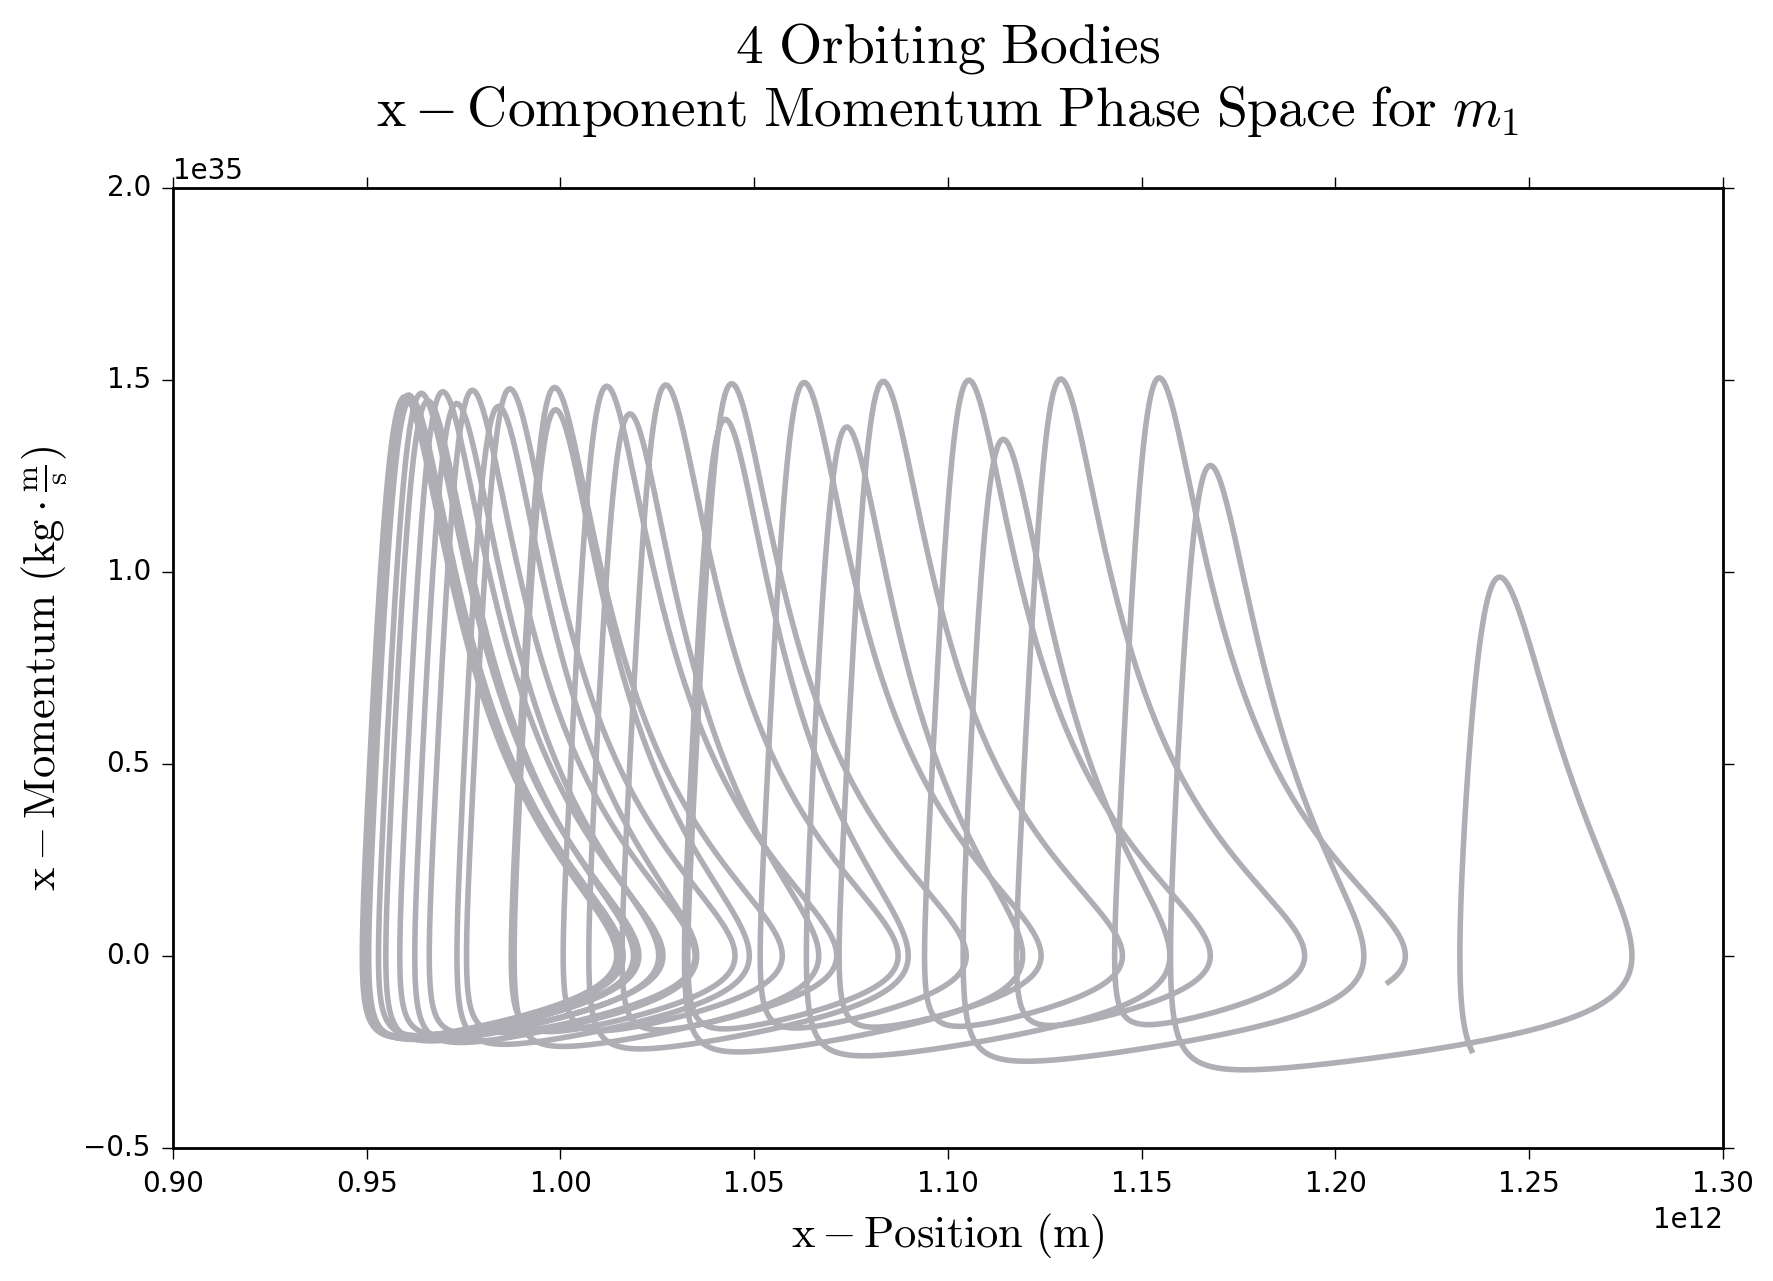 4 Orbiting Bodies
x − Component Momentum Phase Space for m₁
1e35
2.0
1.5
1.0
0.5
0.0
−0.5
x − Momentum (kg · m/s)
0.90 0.95 1.00 1.05 1.10 1.15 1.20 1.25 1.30
1e12
x − Position (m)